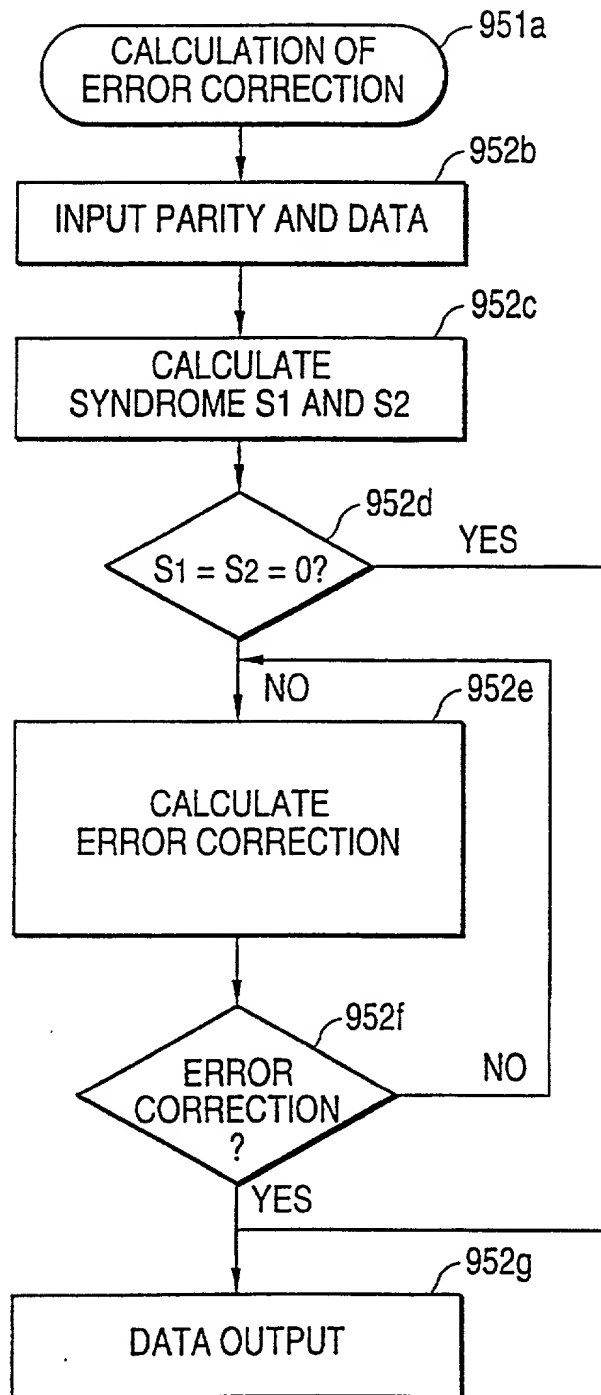 951a
CALCULATION OF
ERROR CORRECTION
952b
INPUT PARITY AND DATA
952c
CALCULATE
SYNDROME S1 AND S2
952d
S1 = S2 = 0?
YES
NO
952e
CALCULATE
ERROR CORRECTION
952f
ERROR
CORRECTION
?
NO
YES
952g
DATA OUTPUT